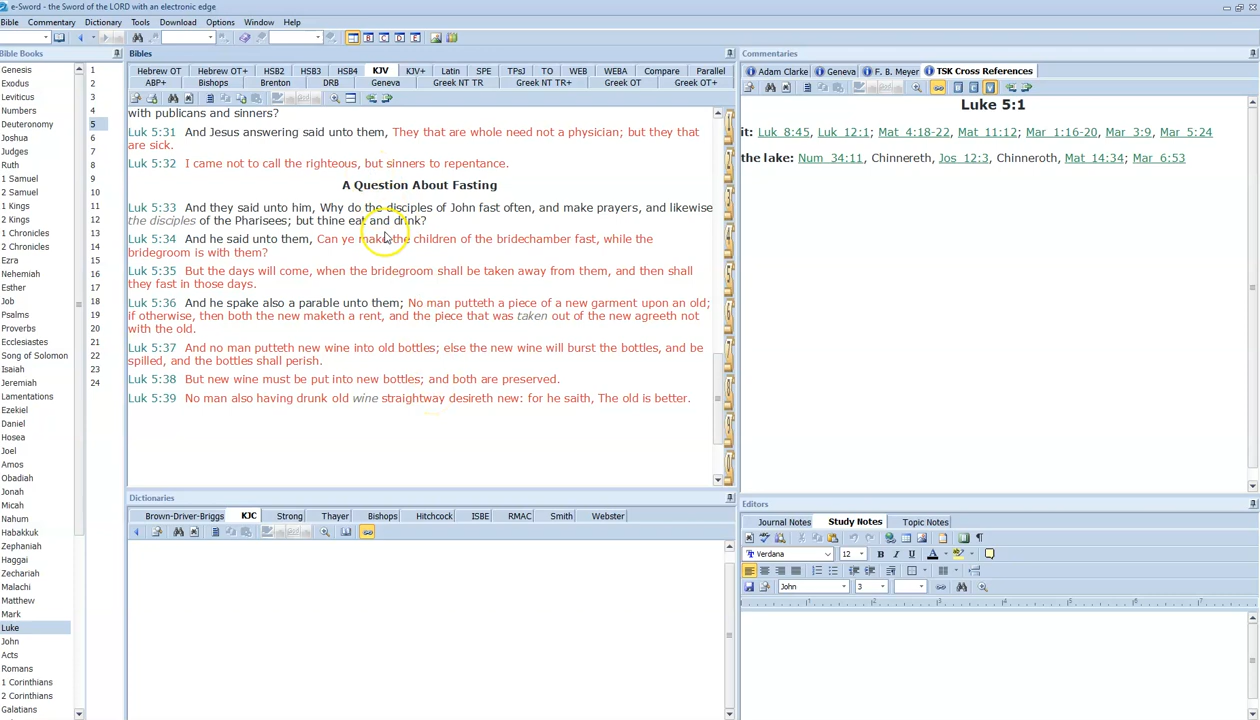 e-Sword - the Sword of the LORD with an electronic edge
Bible Commentary Dictionary Tools Download Options Window Help
B C D E
Bible Books
Genesis 1
Exodus 2
Leviticus 3
Numbers 4
Deuteronomy 5
Joshua 6
Judges 7
Ruth 8
1 Samuel 9
2 Samuel 10
1 Kings 11
2 Kings 12
1 Chronicles 13
2 Chronicles 14
Ezra 15
Nehemiah 16
Esther 17
Job 18
Psalms 19
Proverbs 20
Ecclesiastes 21
Song of Solomon 22
Isaiah 23
Jeremiah 24
Lamentations
Ezekiel
Daniel
Hosea
Joel
Amos
Obadiah
Jonah
Micah
Nahum
Habakkuk
Zephaniah
Haggai
Zechariah
Malachi
Matthew
Mark
Luke
John
Acts
Romans
1 Corinthians
2 Corinthians
Galatians
Bibles
Hebrew OT Hebrew OT+ HSB2 HSB3 HSB4 KJV KJV+ Latin SPE TPsJ TO WEB WEBA Compare Parallel
ABP+ Bishops Brenton DRB Geneva Greek NT TR Greek NT TR+ Greek OT Greek OT+
with publicans and sinners?
Luk 5:31 And Jesus answering said unto them, They that are whole need not a physician; but they that
are sick.
Luk 5:32 I came not to call the righteous, but sinners to repentance.
A Question About Fasting
Luk 5:33 And they said unto him, Why do the disciples of John fast often, and make prayers, and likewise
the disciples of the Pharisees; but thine eat and drink?
Luk 5:34 And he said unto them, Can ye make the children of the bridechamber fast, while the
bridegroom is with them?
Luk 5:35 But the days will come, when the bridegroom shall be taken away from them, and then shall
they fast in those days.
Luk 5:36 And he spake also a parable unto them; No man putteth a piece of a new garment upon an old;
if otherwise, then both the new maketh a rent, and the piece that was taken out of the new agreeth not
with the old.
Luk 5:37 And no man putteth new wine into old bottles; else the new wine will burst the bottles, and be
spilled, and the bottles shall perish.
Luk 5:38 But new wine must be put into new bottles; and both are preserved.
Luk 5:39 No man also having drunk old wine straightway desireth new: for he saith, The old is better.
Dictionaries
Brown-Driver-Briggs KJC Strong Thayer Bishops Hitchcock ISBE RMAC Smith Webster
Commentaries
Adam Clarke Geneva F. B. Meyer TSK Cross References
Luke 5:1
it: Luk 8:45, Luk 12:1; Mat 4:18-22, Mat 11:12; Mar 1:16-20, Mar 3:9, Mar 5:24
the lake: Num 34:11, Chinnereth, Jos 12:3, Chinneroth, Mat 14:34; Mar 6:53
Editors
Journal Notes Study Notes Topic Notes
Verdana 12 B I U A
John 3
1 2 3 4 5 6 7